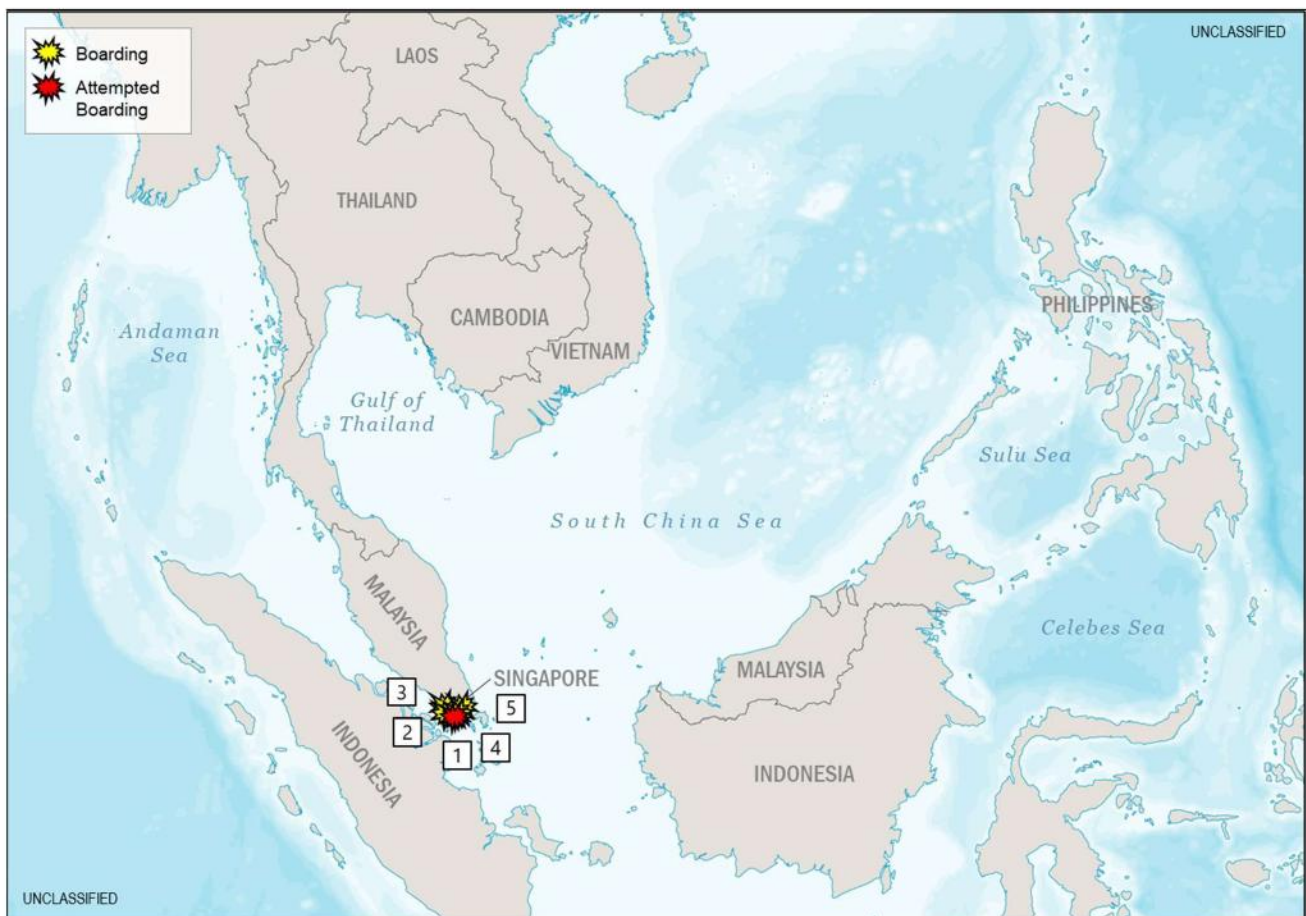 UNCLASSIFIED
Boarding
Attempted
Boarding
LAOS
THAILAND
CAMBODIA
VIETNAM
PHILIPPINES
Andaman
Sea
Gulf of
Thailand
Sulu Sea
South China Sea
MALAYSIA
Celebes Sea
MALAYSIA
SINGAPORE
3
5
2
4
1
INDONESIA
INDONESIA
UNCLASSIFIED